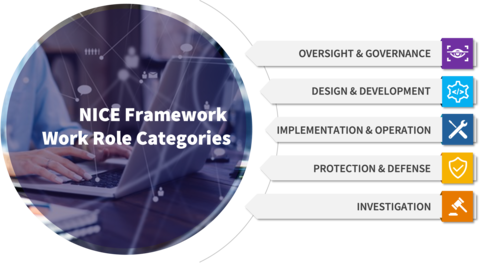 NICE Framework
Work Role Categories
OVERSIGHT & GOVERNANCE
DESIGN & DEVELOPMENT
IMPLEMENTATION & OPERATION
PROTECTION & DEFENSE
INVESTIGATION